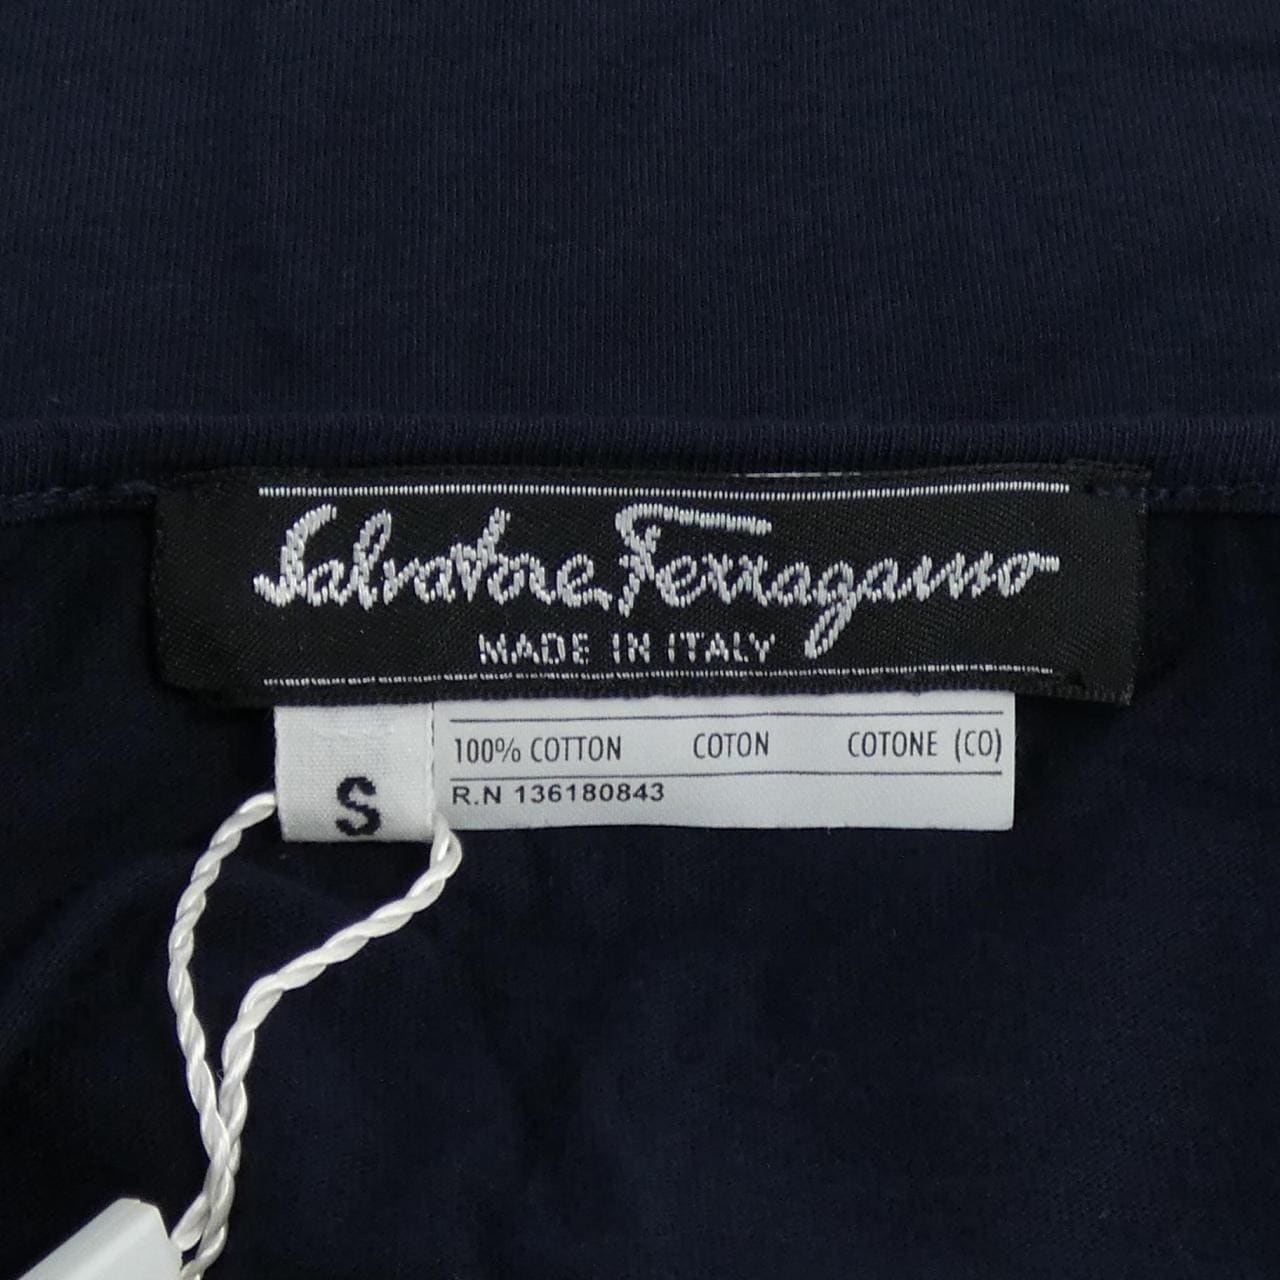 Salvatore Ferragamo
MADE IN ITALY
S
100% COTTON COTON COTONE (CO)
R.N 136180843